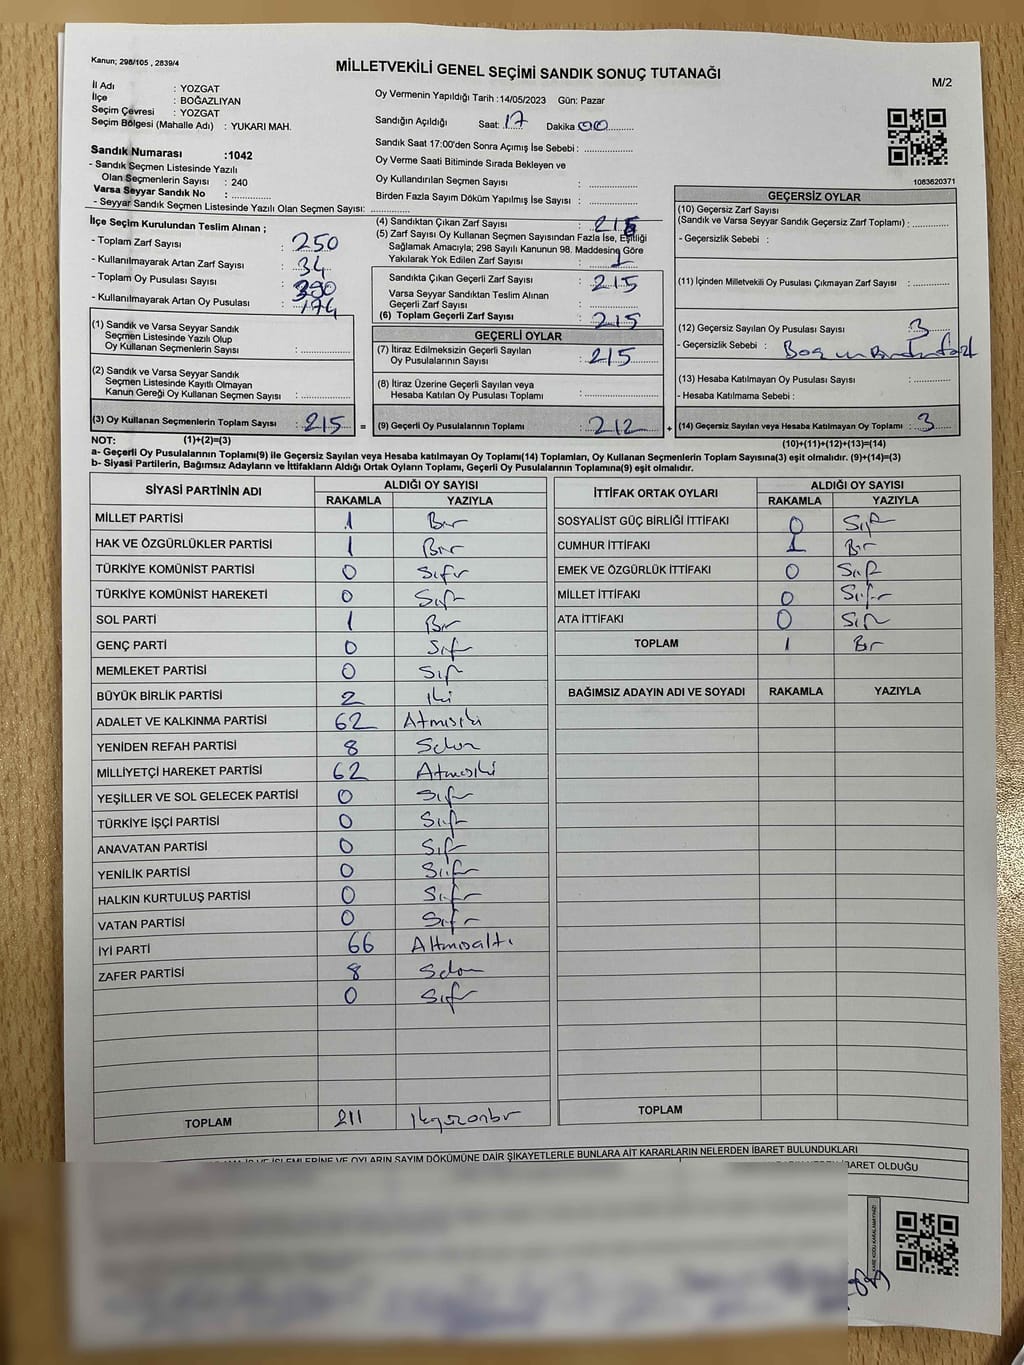 Kanun; 298/105 , 2839/4
MİLLETVEKİLİ GENEL SEÇİMİ SANDIK SONUÇ TUTANAĞI
M/2
İl Adı : YOZGAT
İlçe : BOĞAZLIYAN
Seçim Çevresi : YOZGAT
Seçim Bölgesi (Mahalle Adı) : YUKARI MAH.
Sandık Numarası :1042
- Sandık Seçmen Listesinde Yazılı
Olan Seçmenlerin Sayısı : 240
Varsa Seyyar Sandık No :
- Seyyar Sandık Seçmen Listesinde Yazılı Olan Seçmen Sayısı:
Oy Vermenin Yapıldığı Tarih :14/05/2023 Gün: Pazar
Sandığın Açıldığı Saat: 17 Dakika 00
Sandık Saat 17:00'den Sonra Açımış İse Sebebi :
Oy Verme Saati Bitiminde Sırada Bekleyen ve
Oy Kullandırılan Seçmen Sayısı :
Birden Fazla Sayım Döküm Yapılmış İse Sayısı :
1083620371
İlçe Seçim Kurulundan Teslim Alınan ;
- Toplam Zarf Sayısı : 250
- Kullanılmayarak Artan Zarf Sayısı : 34
- Toplam Oy Pusulası Sayısı : 390
- Kullanılmayarak Artan Oy Pusulası : 174
(1) Sandık ve Varsa Seyyar Sandık
Seçmen Listesinde Yazılı Olup
Oy Kullanan Seçmenlerin Sayısı :
(2) Sandık ve Varsa Seyyar Sandık
Seçmen Listesinde Kayıtlı Olmayan
Kanun Gereği Oy Kullanan Seçmen Sayısı :
(3) Oy Kullanan Seçmenlerin Toplam Sayısı : 215 =
(4) Sandıktan Çıkan Zarf Sayısı : 216
(5) Zarf Sayısı Oy Kullanan Seçmen Sayısından Fazla İse, Eşitliği
Sağlamak Amacıyla; 298 Sayılı Kanunun 98. Maddesine Göre
Yakılarak Yok Edilen Zarf Sayısı : 1
Sandıkta Çıkan Geçerli Zarf Sayısı : 215
Varsa Seyyar Sandıktan Teslim Alınan
Geçerli Zarf Sayısı :
(6) Toplam Geçerli Zarf Sayısı : 215
GEÇERLİ OYLAR
(7) İtiraz Edilmeksizin Geçerli Sayılan
Oy Pusulalarının Sayısı : 215
(8) İtiraz Üzerine Geçerli Sayılan veya
Hesaba Katılan Oy Pusulası Toplamı :
(9) Geçerli Oy Pusulalarının Toplamı : 212 +
GEÇERSİZ OYLAR
(10) Geçersiz Zarf Sayısı
(Sandık ve Varsa Seyyar Sandık Geçersiz Zarf Toplamı) :
- Geçersizlik Sebebi :
(11) İçinden Milletvekili Oy Pusulası Çıkmayan Zarf Sayısı :
(12) Geçersiz Sayılan Oy Pusulası Sayısı : 3
- Geçersizlik Sebebi :
(13) Hesaba Katılmayan Oy Pusulası Sayısı :
- Hesaba Katılmama Sebebi :
(14) Geçersiz Sayılan veya Hesaba Katılmayan Oy Toplamı : 3
NOT: (1)+(2)=(3)
(10)+(11)+(12)+(13)=(14)
a- Geçerli Oy Pusulalarının Toplamı(9) ile Geçersiz Sayılan veya Hesaba katılmayan Oy Toplamı(14) Toplamları, Oy Kullanan Seçmenlerin Toplam Sayısına(3) eşit olmalıdır. (9)+(14)=(3)
b- Siyasi Partilerin, Bağımsız Adayların ve İttifakların Aldığı Ortak Oyların Toplamı, Geçerli Oy Pusulalarının Toplamına(9) eşit olmalıdır.
SİYASİ PARTİNİN ADI ALDIĞI OY SAYISI
RAKAMLA YAZIYLA
MİLLET PARTİSİ 1 Bir
HAK VE ÖZGÜRLÜKLER PARTİSİ 1 Bir
TÜRKİYE KOMÜNİST PARTİSİ 0 Sıfır
TÜRKİYE KOMÜNİST HAREKETİ 0 Sıfır
SOL PARTİ 1 Bir
GENÇ PARTİ 0 Sıfır
MEMLEKET PARTİSİ 0 Sıfır
BÜYÜK BİRLİK PARTİSİ 2 iki
ADALET VE KALKINMA PARTİSİ 62 Atmışiki
YENİDEN REFAH PARTİSİ 8 Sekiz
MİLLİYETÇİ HAREKET PARTİSİ 62 Atmışiki
YEŞİLLER VE SOL GELECEK PARTİSİ 0 Sıfır
TÜRKİYE İŞÇİ PARTİSİ 0 Sıfır
ANAVATAN PARTİSİ 0 Sıfır
YENİLİK PARTİSİ 0 Sıfır
HALKIN KURTULUŞ PARTİSİ 0 Sıfır
VATAN PARTİSİ 0 Sıfır
İYİ PARTİ 66 Altmışaltı
ZAFER PARTİSİ 8 Sekiz
0 Sıfır
TOPLAM 211 ikiyüzonbir
İTTİFAK ORTAK OYLARI ALDIĞI OY SAYISI
RAKAMLA YAZIYLA
SOSYALİST GÜÇ BİRLİĞİ İTTİFAKI 0 Sıfır
CUMHUR İTTİFAKI 1 Bir
EMEK VE ÖZGÜRLÜK İTTİFAKI 0 Sıfır
MİLLET İTTİFAKI 0 Sıfır
ATA İTTİFAKI 0 Sıfır
TOPLAM 1 Bir
BAĞIMSIZ ADAYIN ADI VE SOYADI RAKAMLA YAZIYLA
TOPLAM
İŞLEMLERİNE VE OYLARIN SAYIM DÖKÜMÜNE DAİR ŞİKAYETLERLE BUNLARA AİT KARARLARIN NELERDEN İBARET BULUNDUKLARI
İBARET OLDUĞU